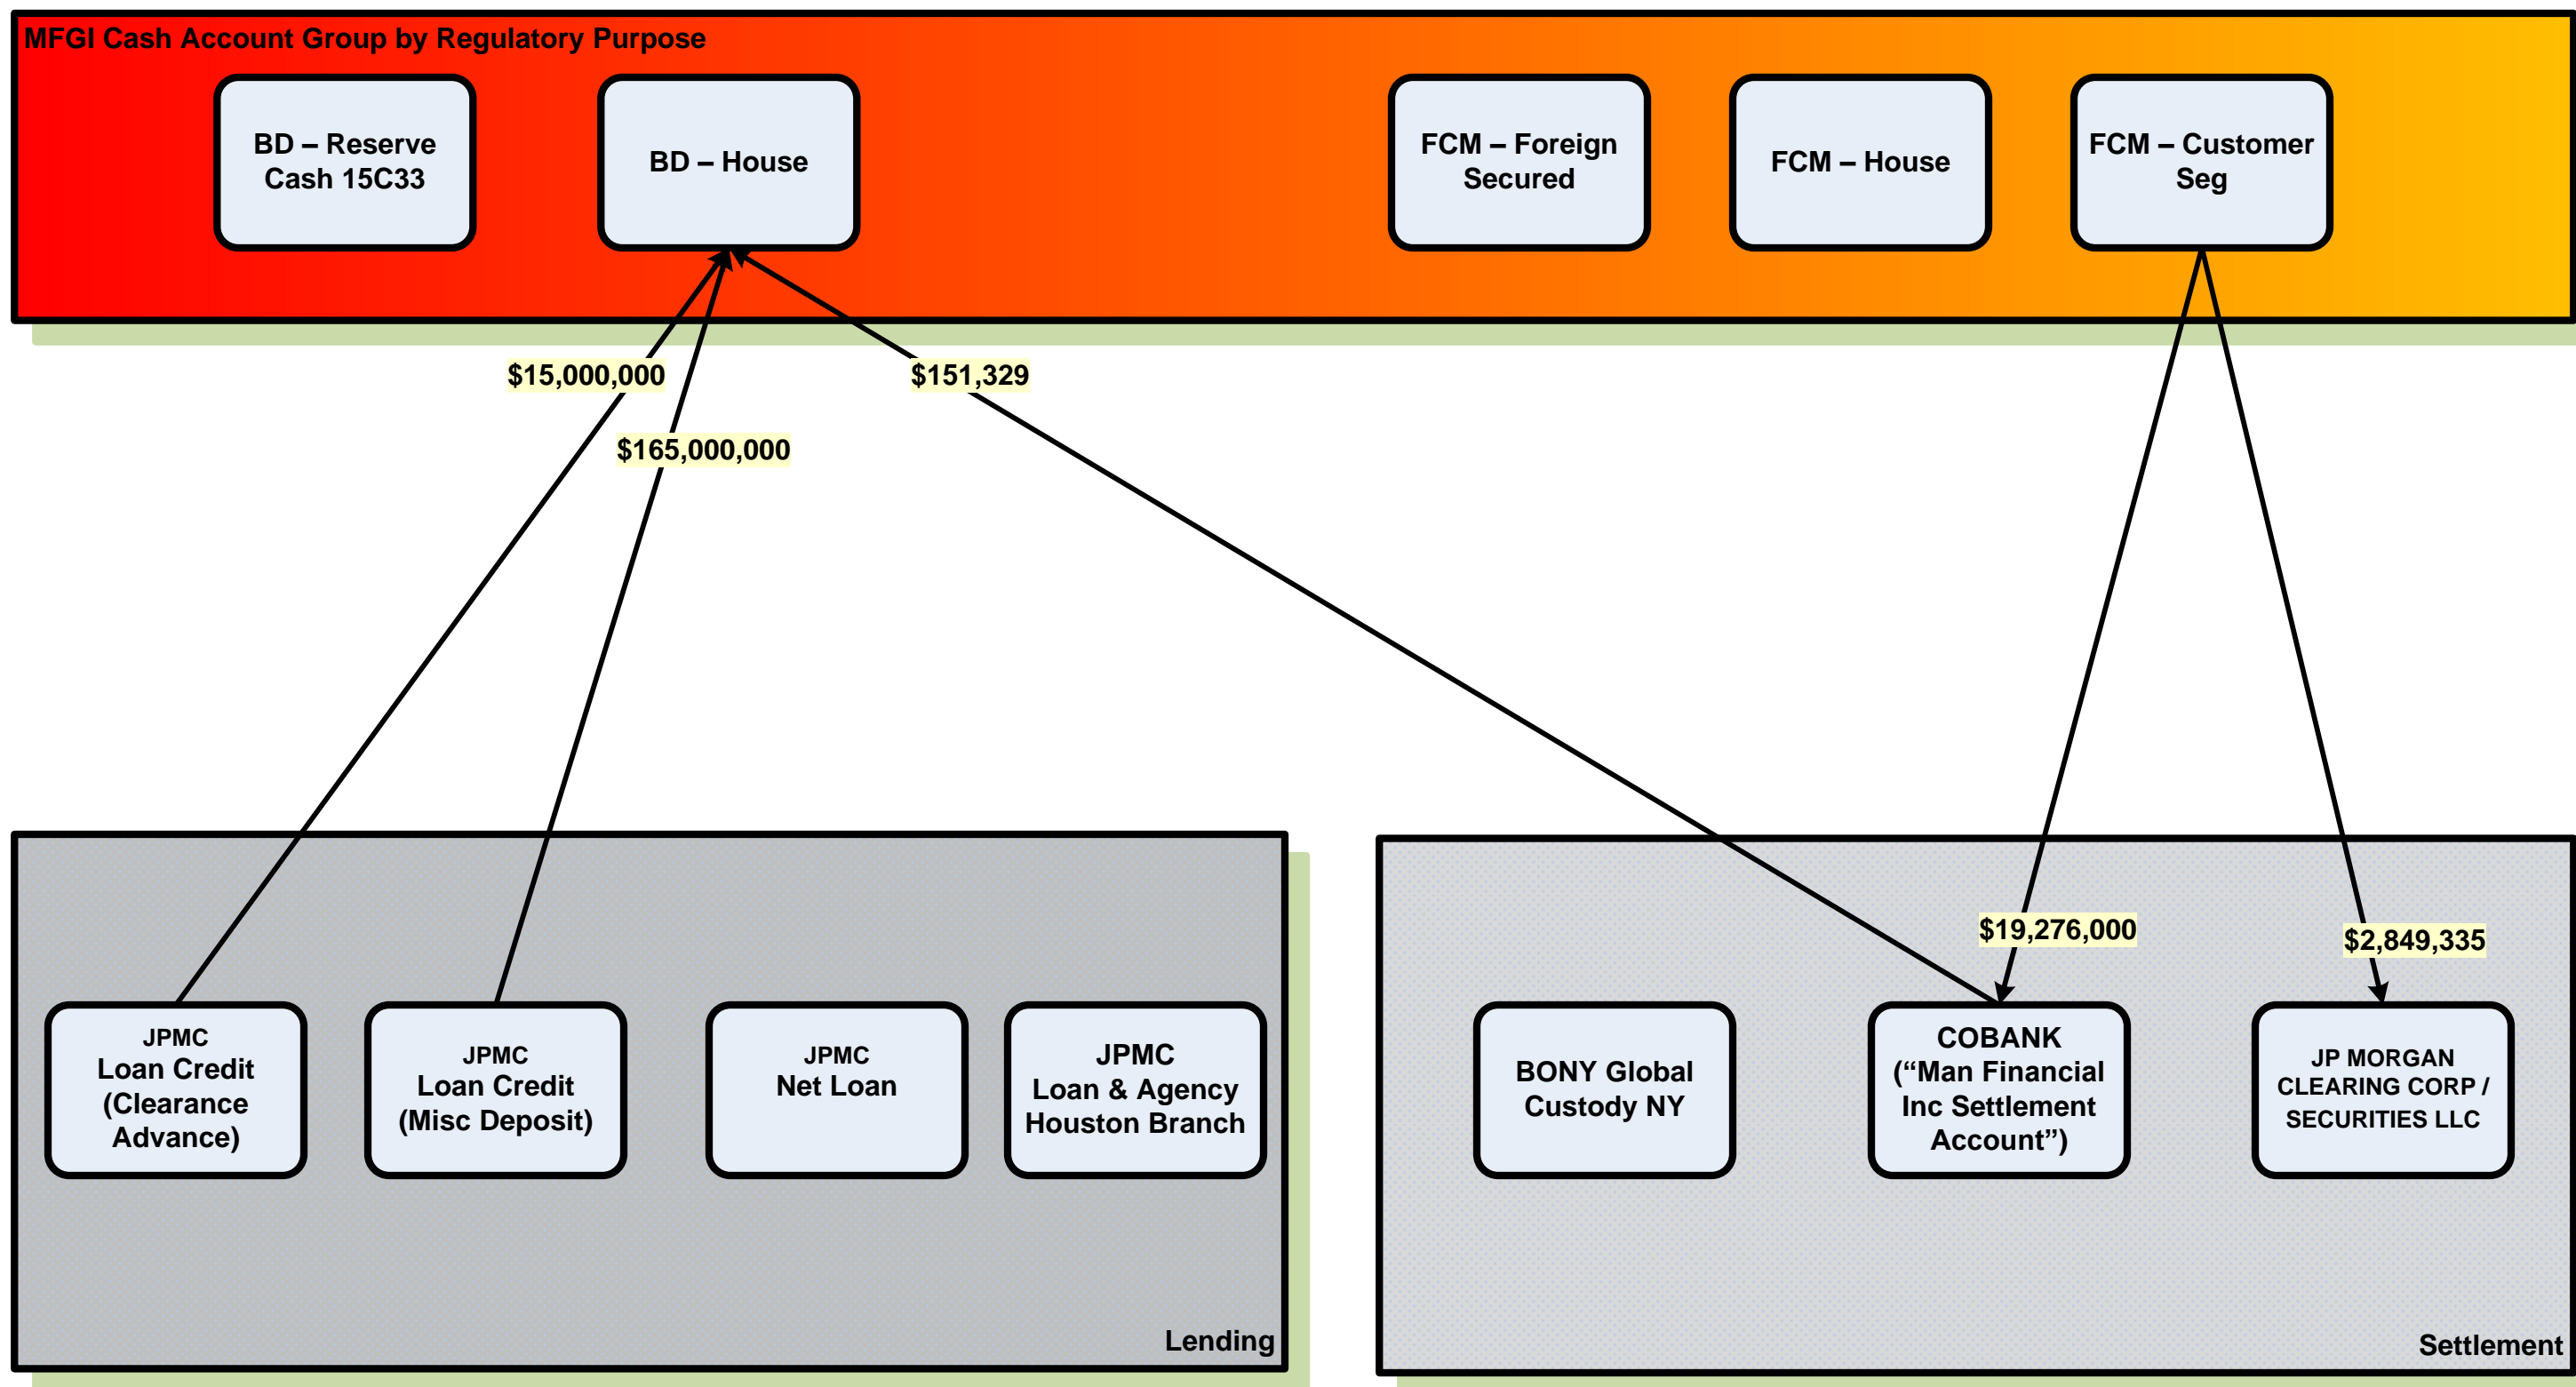 MFGI Cash Account Group by Regulatory Purpose
BD – Reserve
Cash 15C33
BD – House
FCM – Foreign
Secured
FCM – House
FCM – Customer
Seg
$15,000,000
$151,329
$165,000,000
$19,276,000
$2,849,335
JPMC
Loan Credit
(Clearance
Advance)
JPMC
Loan Credit
(Misc Deposit)
JPMC
Net Loan
JPMC
Loan & Agency
Houston Branch
BONY Global
Custody NY
COBANK
(“Man Financial
Inc Settlement
Account”)
JP MORGAN
CLEARING CORP /
SECURITIES LLC
Lending
Settlement